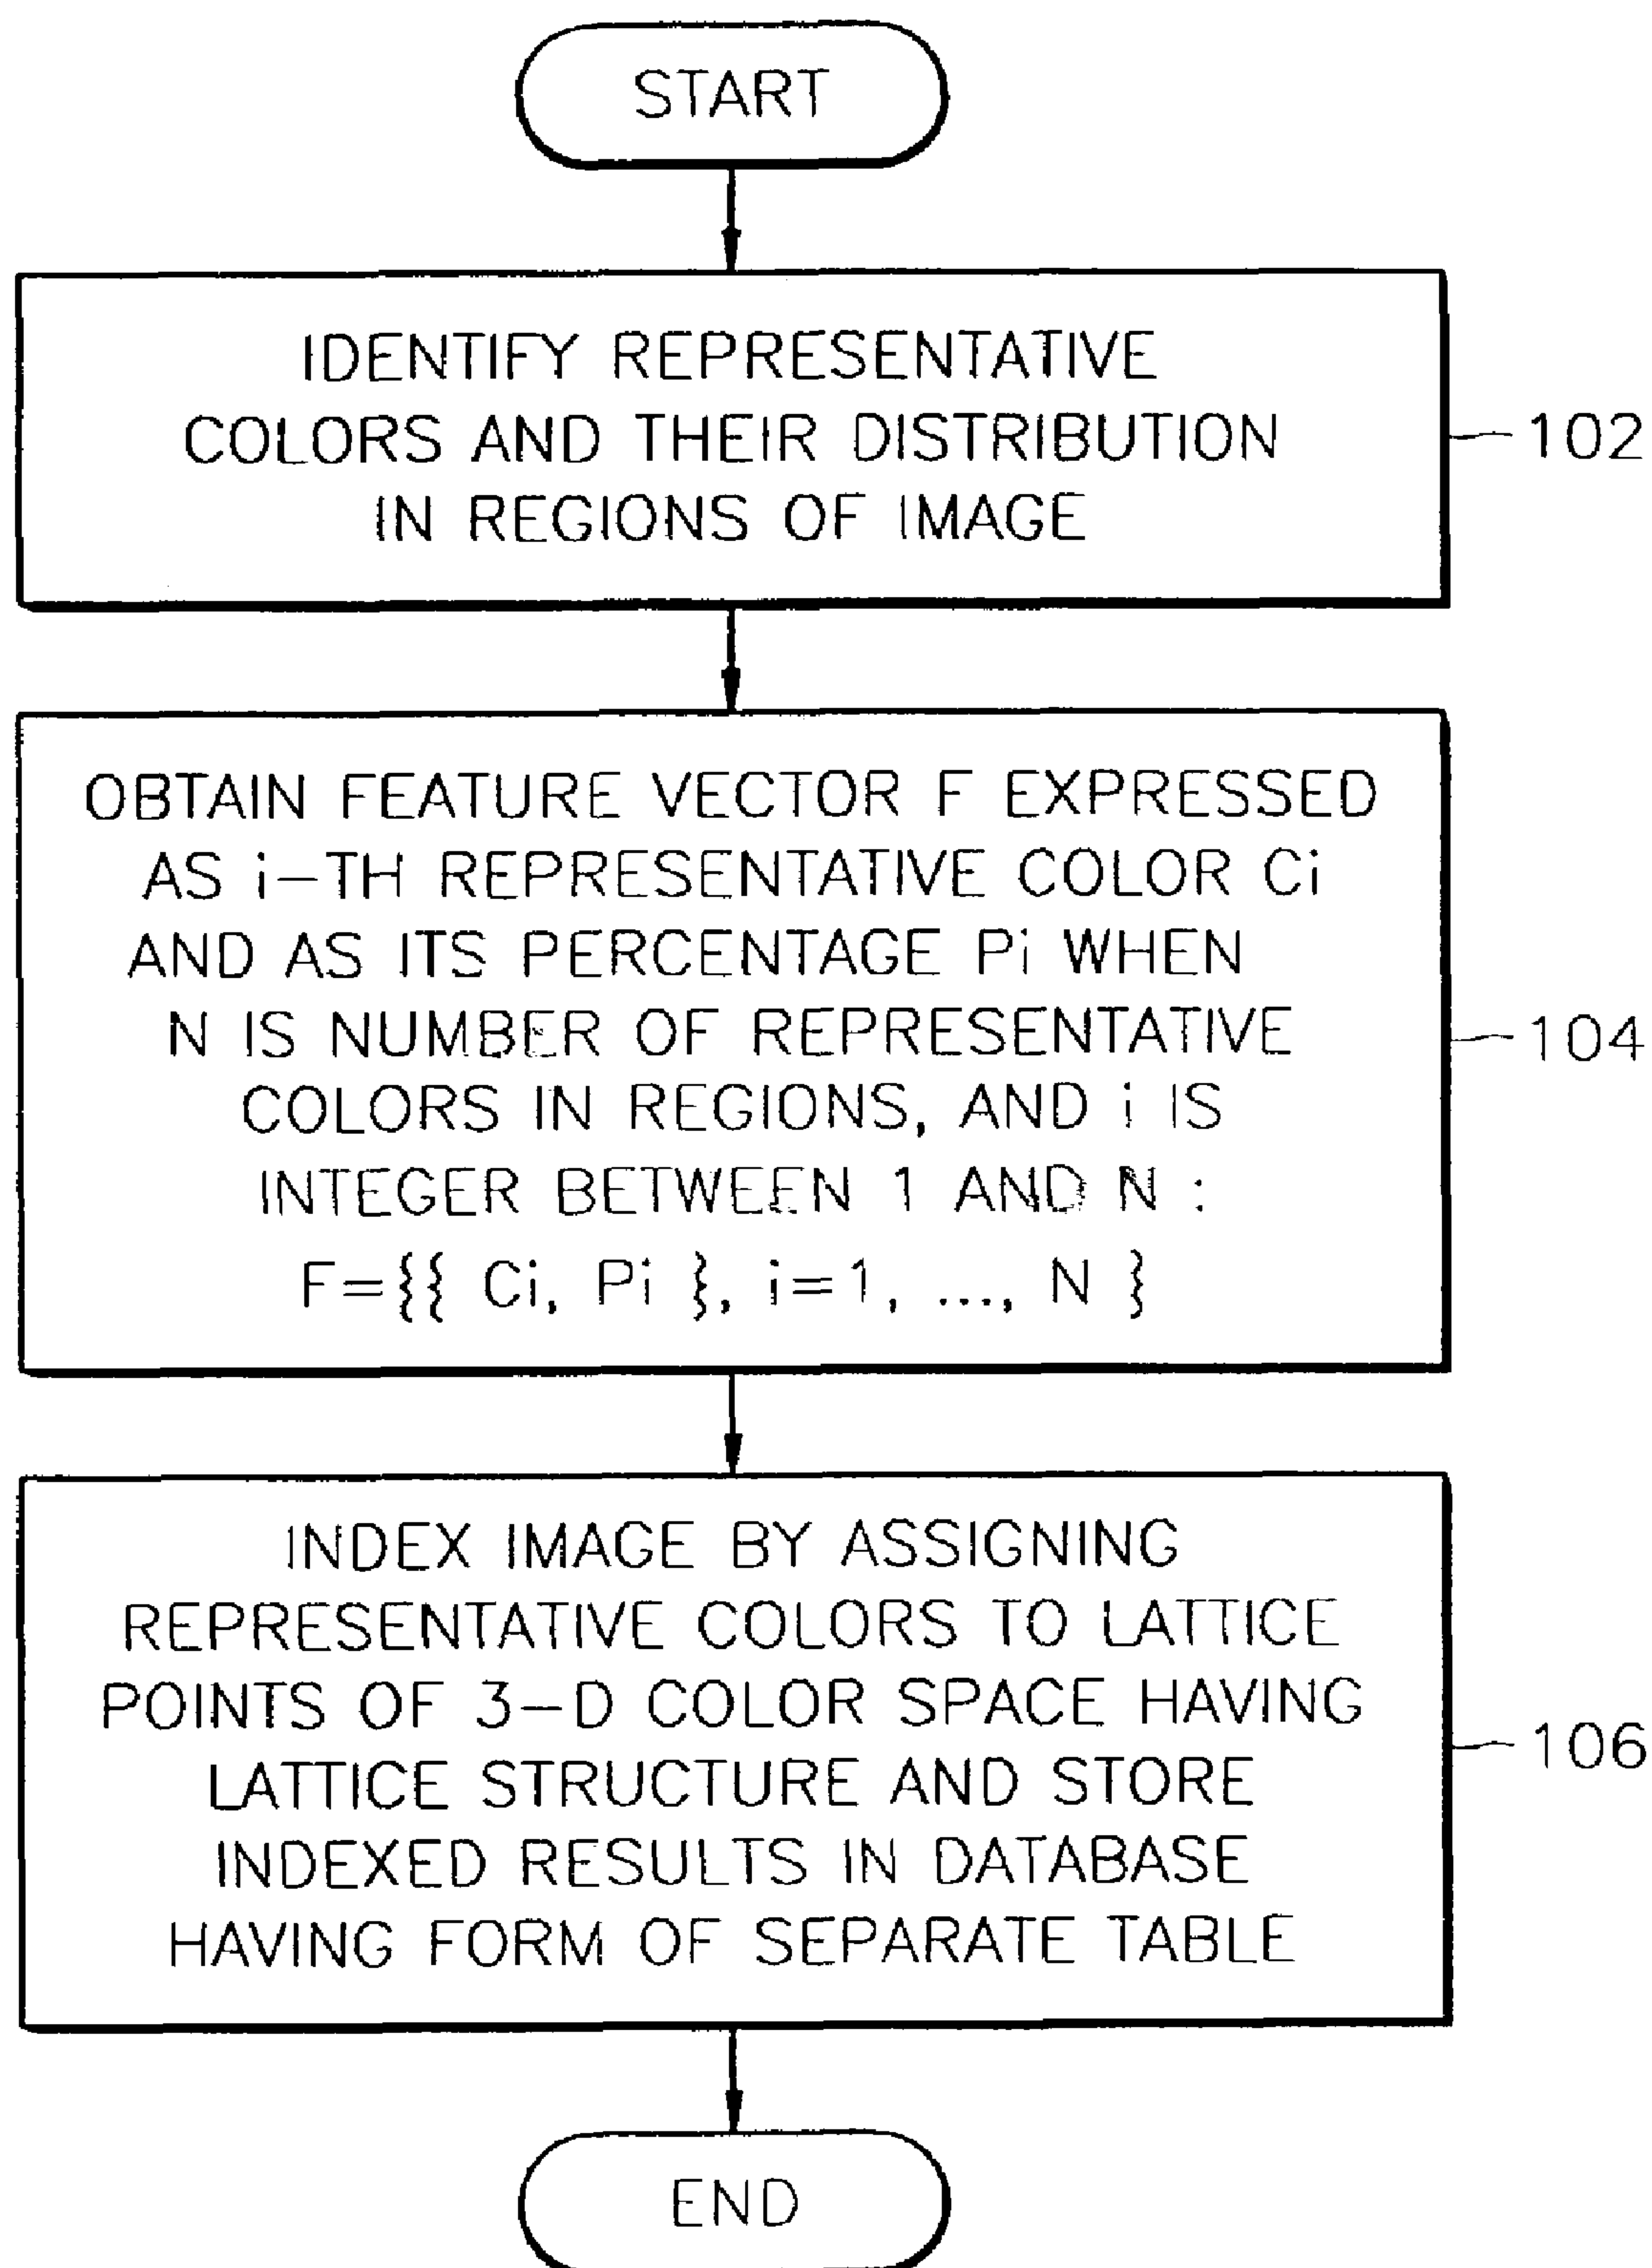 START
IDENTIFY REPRESENTATIVE
COLORS AND THEIR DISTRIBUTION
IN REGIONS OF IMAGE
102
OBTAIN FEATURE VECTOR F EXPRESSED
AS i-TH REPRESENTATIVE COLOR Ci
AND AS ITS PERCENTAGE Pi WHEN
N IS NUMBER OF REPRESENTATIVE
COLORS IN REGIONS, AND i IS
INTEGER BETWEEN 1 AND N :
F={{ Ci, Pi }, i=1, ..., N }
104
INDEX IMAGE BY ASSIGNING
REPRESENTATIVE COLORS TO LATTICE
POINTS OF 3-D COLOR SPACE HAVING
LATTICE STRUCTURE AND STORE
INDEXED RESULTS IN DATABASE
HAVING FORM OF SEPARATE TABLE
106
END